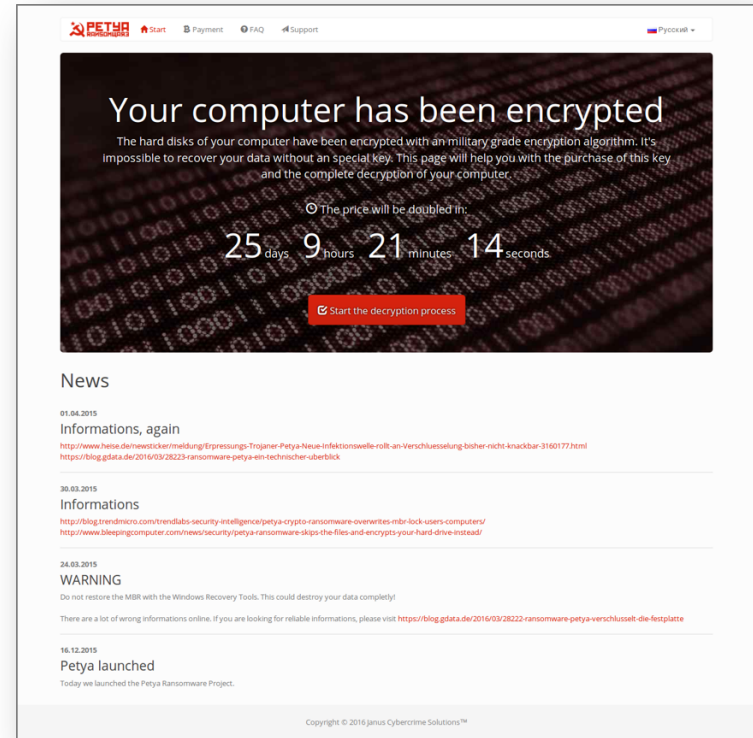 PETYA
RANSOMWARE
Start
Payment
FAQ
Support
Русский
Your computer has been encrypted
The hard disks of your computer have been encrypted with an military grade encryption algorithm. It's
impossible to recover your data without an special key. This page will help you with the purchase of this key
and the complete decryption of your computer.
The price will be doubled in:
25 days 9 hours 21 minutes 14 seconds
Start the decryption process
News
01.04.2015
Informations, again
http://www.heise.de/newsticker/meldung/Erpressungs-Trojaner-Petya-Neue-Infektionswelle-rollt-an-Verschluesselung-bisher-nicht-knackbar-3160177.html
https://blog.gdata.de/2016/03/28223-ransomware-petya-ein-technischer-uberblick
30.03.2015
Informations
http://blog.trendmicro.com/trendlabs-security-intelligence/petya-crypto-ransomware-overwrites-mbr-lock-users-computers/
http://www.bleepingcomputer.com/news/security/petya-ransomware-skips-the-files-and-encrypts-your-hard-drive-instead/
24.03.2015
WARNING
Do not restore the MBR with the Windows Recovery Tools. This could destroy your data completly!
There are a lot of wrong informations online. If you are looking for reliable informations, please visit https://blog.gdata.de/2016/03/28222-ransomware-petya-verschlusselt-die-festplatte
16.12.2015
Petya launched
Today we launched the Petya Ransomware Project.
Copyright © 2016 Janus Cybercrime Solutions™